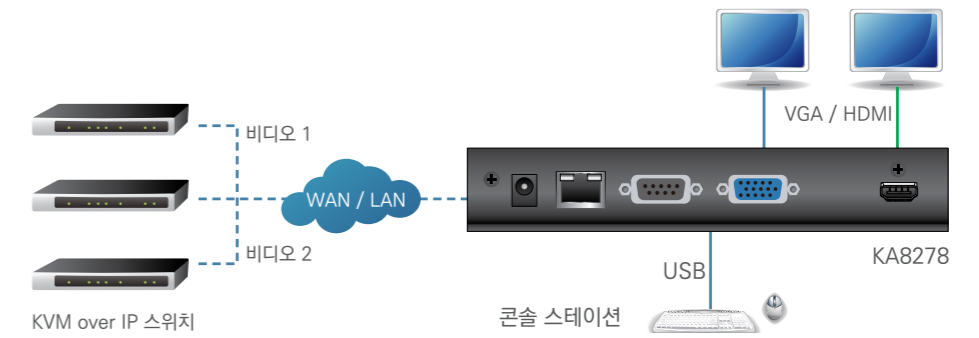 VGA / HDMI
비디오 1
WAN / LAN
비디오 2
KA8278
USB
콘솔 스테이션
KVM over IP 스위치